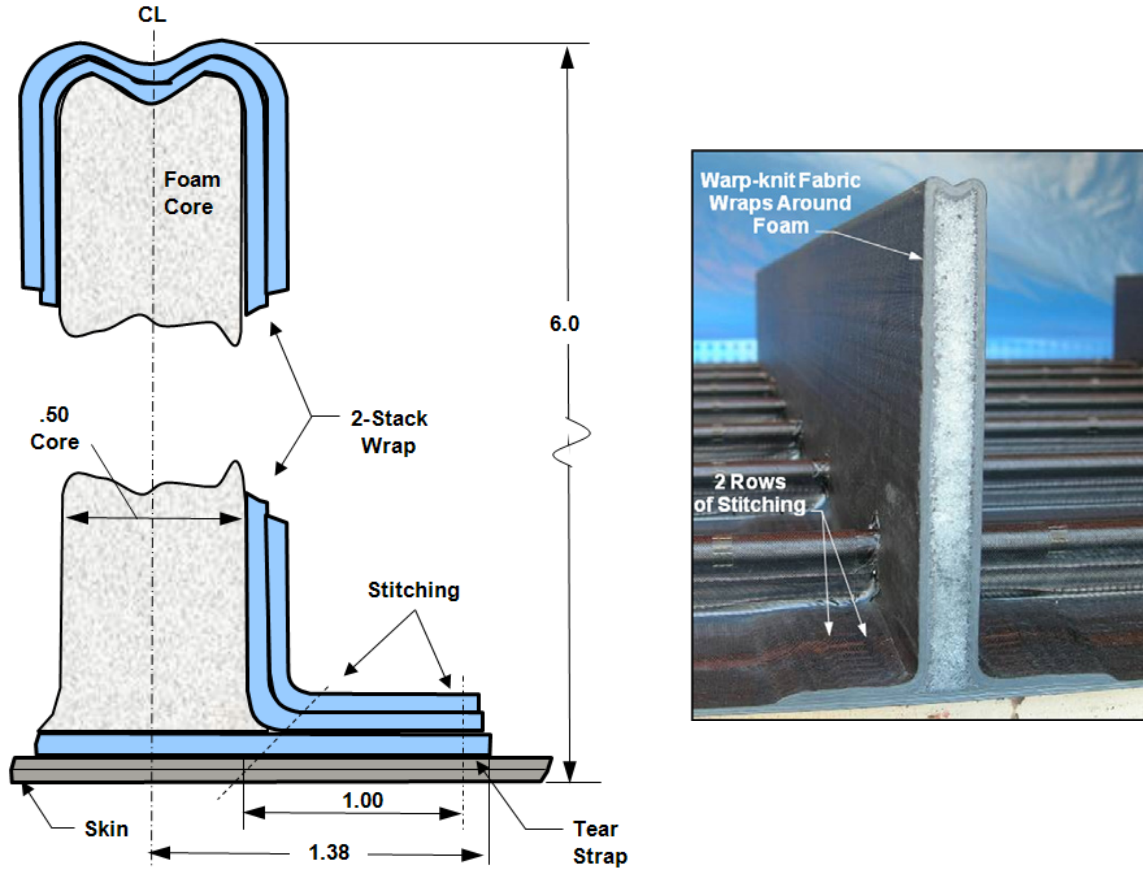 CL
Foam
Core
6.0
.50
Core
2-Stack
Wrap
Stitching
1.00
Skin
1.38
Tear
Strap
Warp-knit Fabric
Wraps Around
Foam
2 Rows
of Stitching